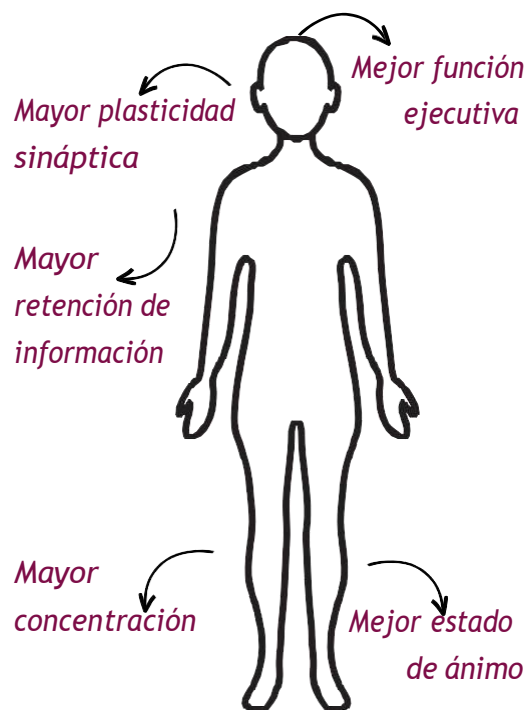 Mejor función
ejecutiva
Mayor plasticidad
sináptica
Mayor
retención de
información
Mayor
concentración
Mejor estado
de ánimo